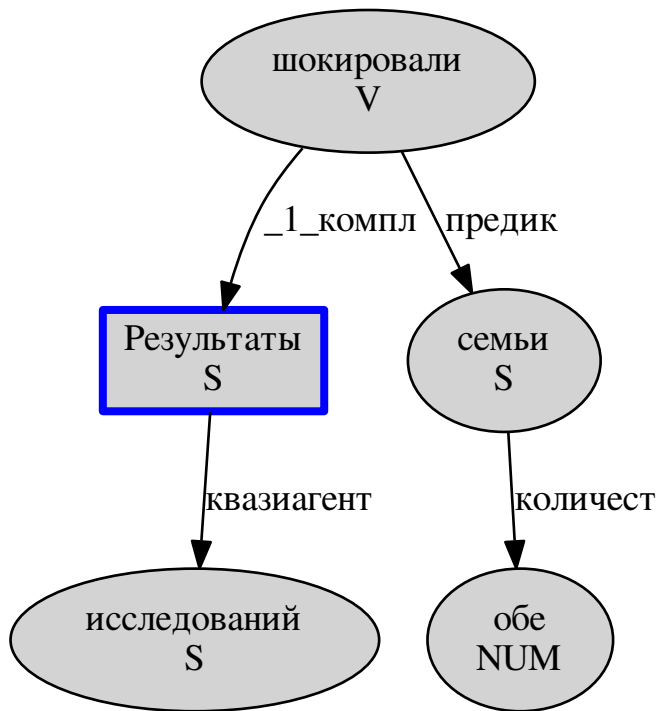 шокировали
V
_1_компл
предик
Результаты
S
семьи
S
квазиагент
количест
исследований
S
обе
NUM